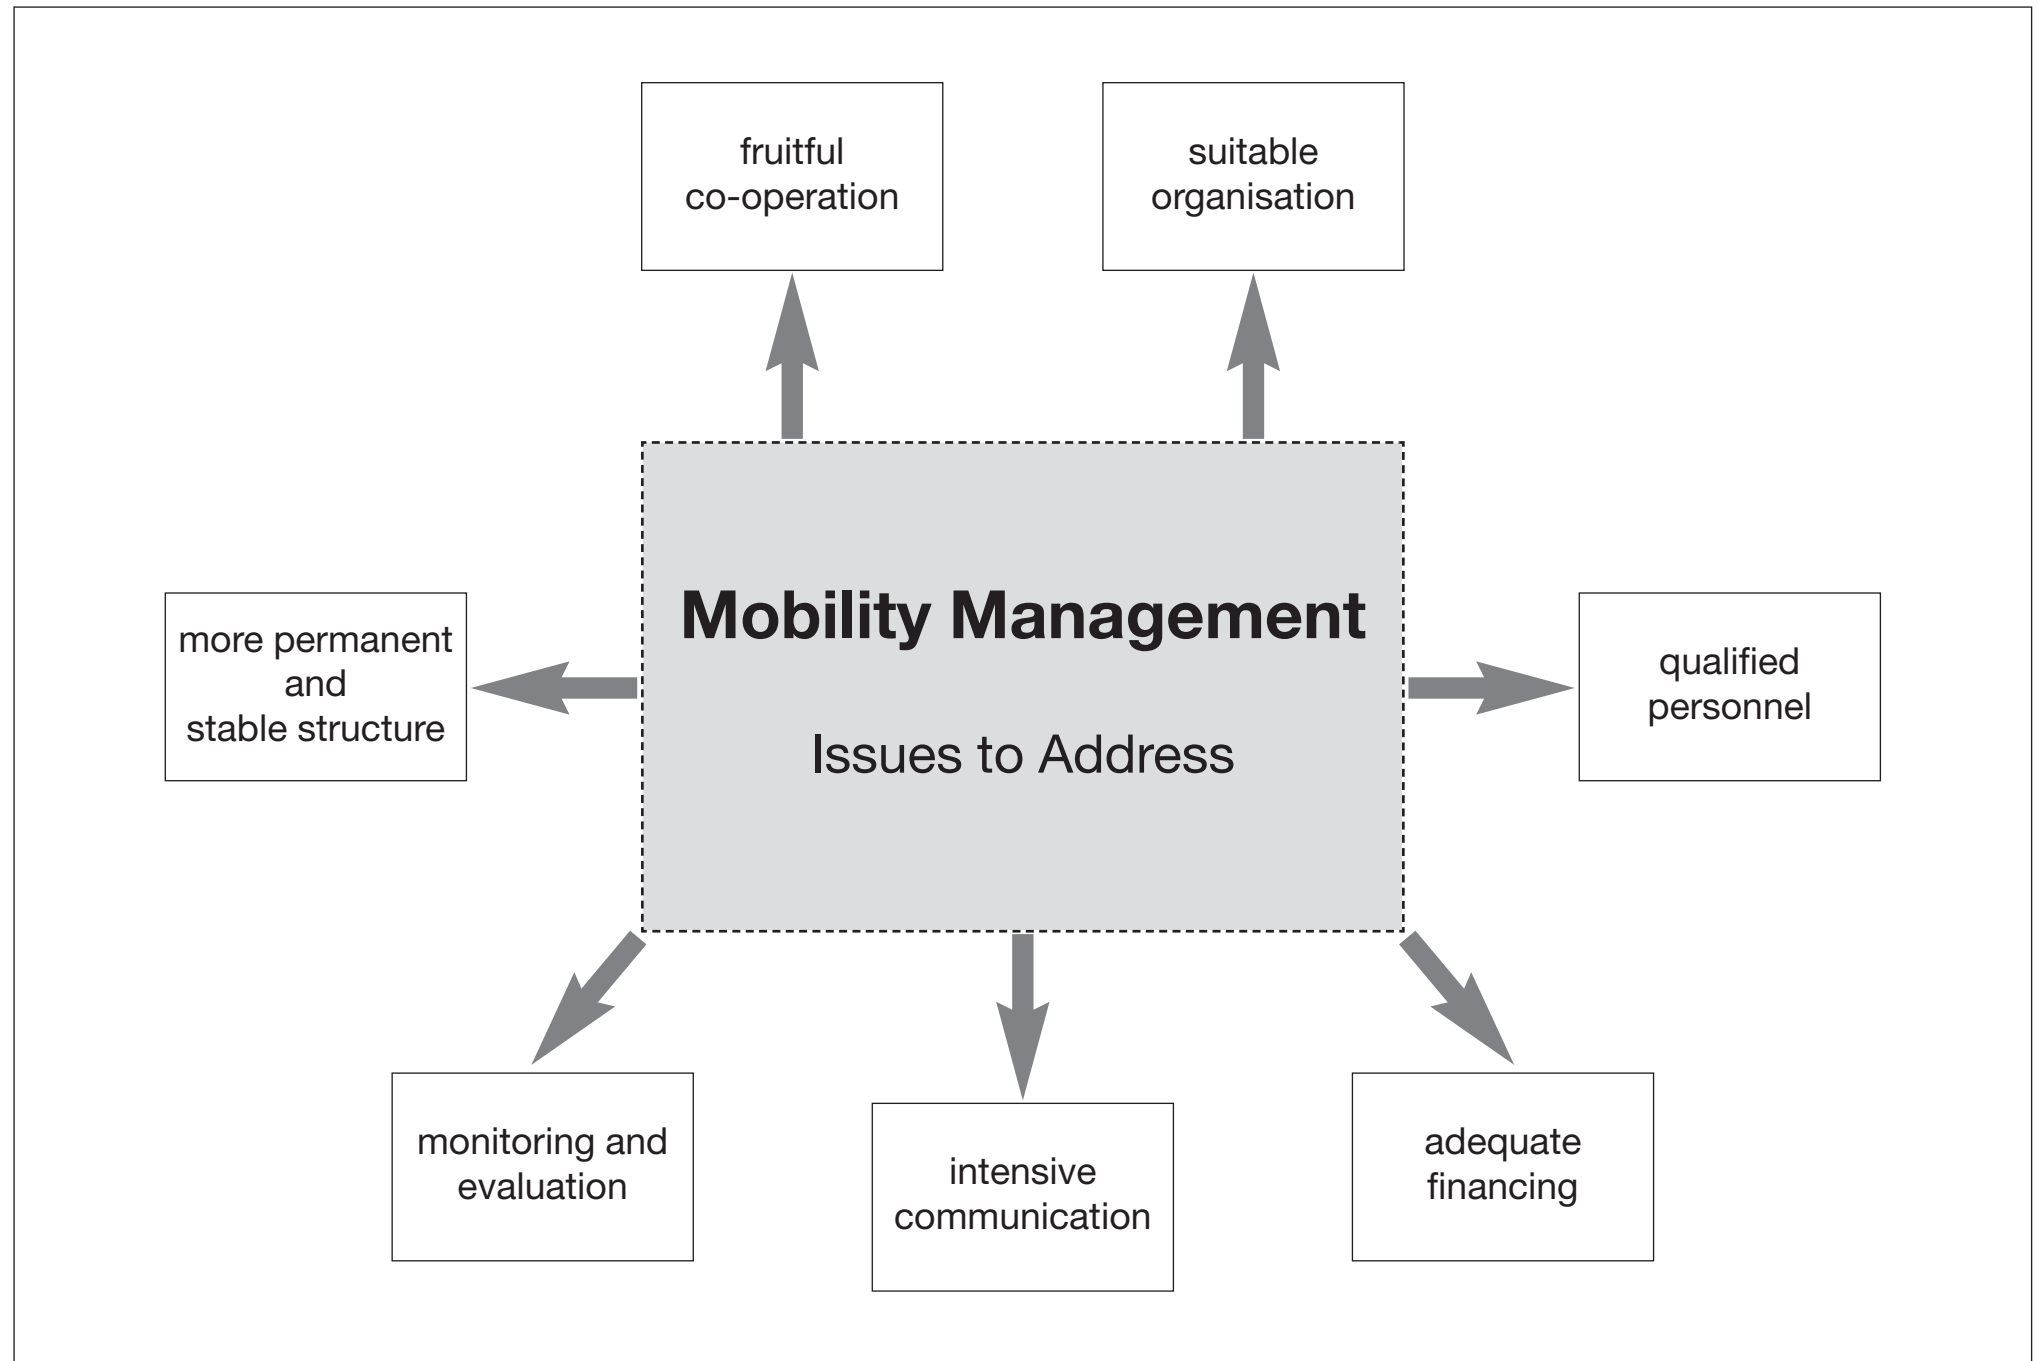 fruitful
co-operation
suitable
organisation
Mobility Management
Issues to Address
more permanent
and
stable structure
qualified
personnel
monitoring and
evaluation
intensive
communication
adequate
financing